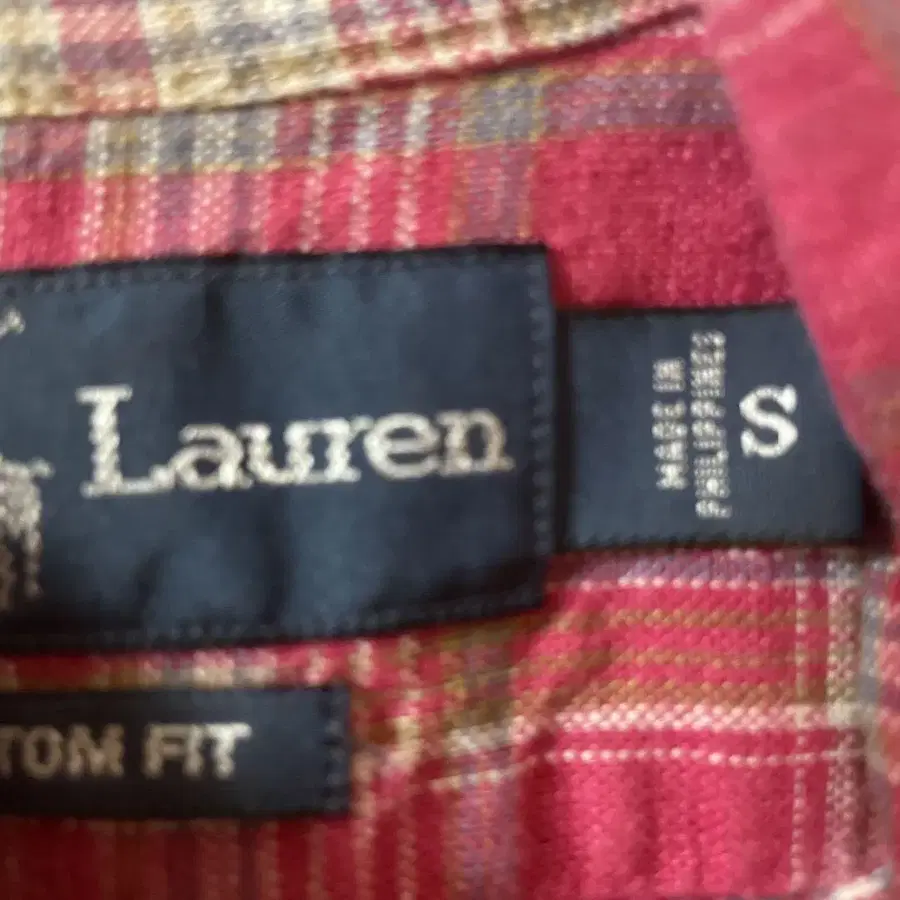 Lauren
MADE IN
PHILIPPINES
S
TOM FIT